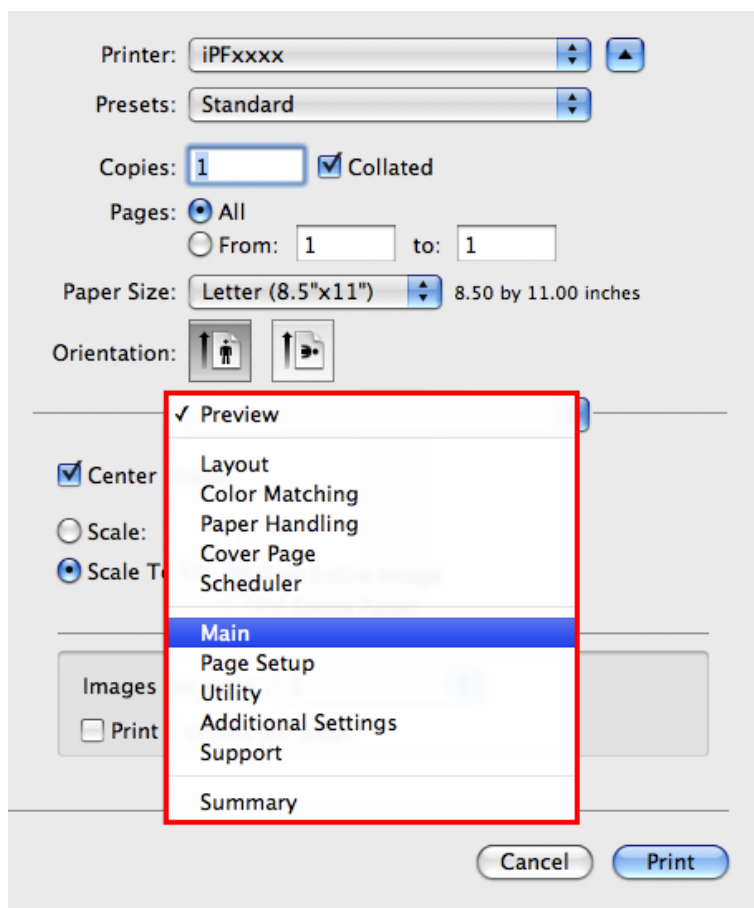 Printer: iPFxxxx
Presets: Standard
Copies: 1 Collated
Pages: All
From: 1 to: 1
Paper Size: Letter (8.5"x11") 8.50 by 11.00 inches
Orientation:
✓ Preview
Layout
Center
Color Matching
Paper Handling
Scale:
Cover Page
Scale T
Scheduler
Main
Page Setup
Images
Utility
Additional Settings
Print
Support
Summary
Cancel Print